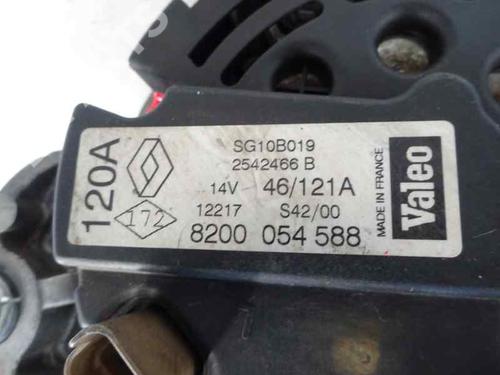 120A
172
SG10B019
2542466 B
14V 46/121A
12217 S42/00
8200 054 588
MADE IN FRANCE
Valeo